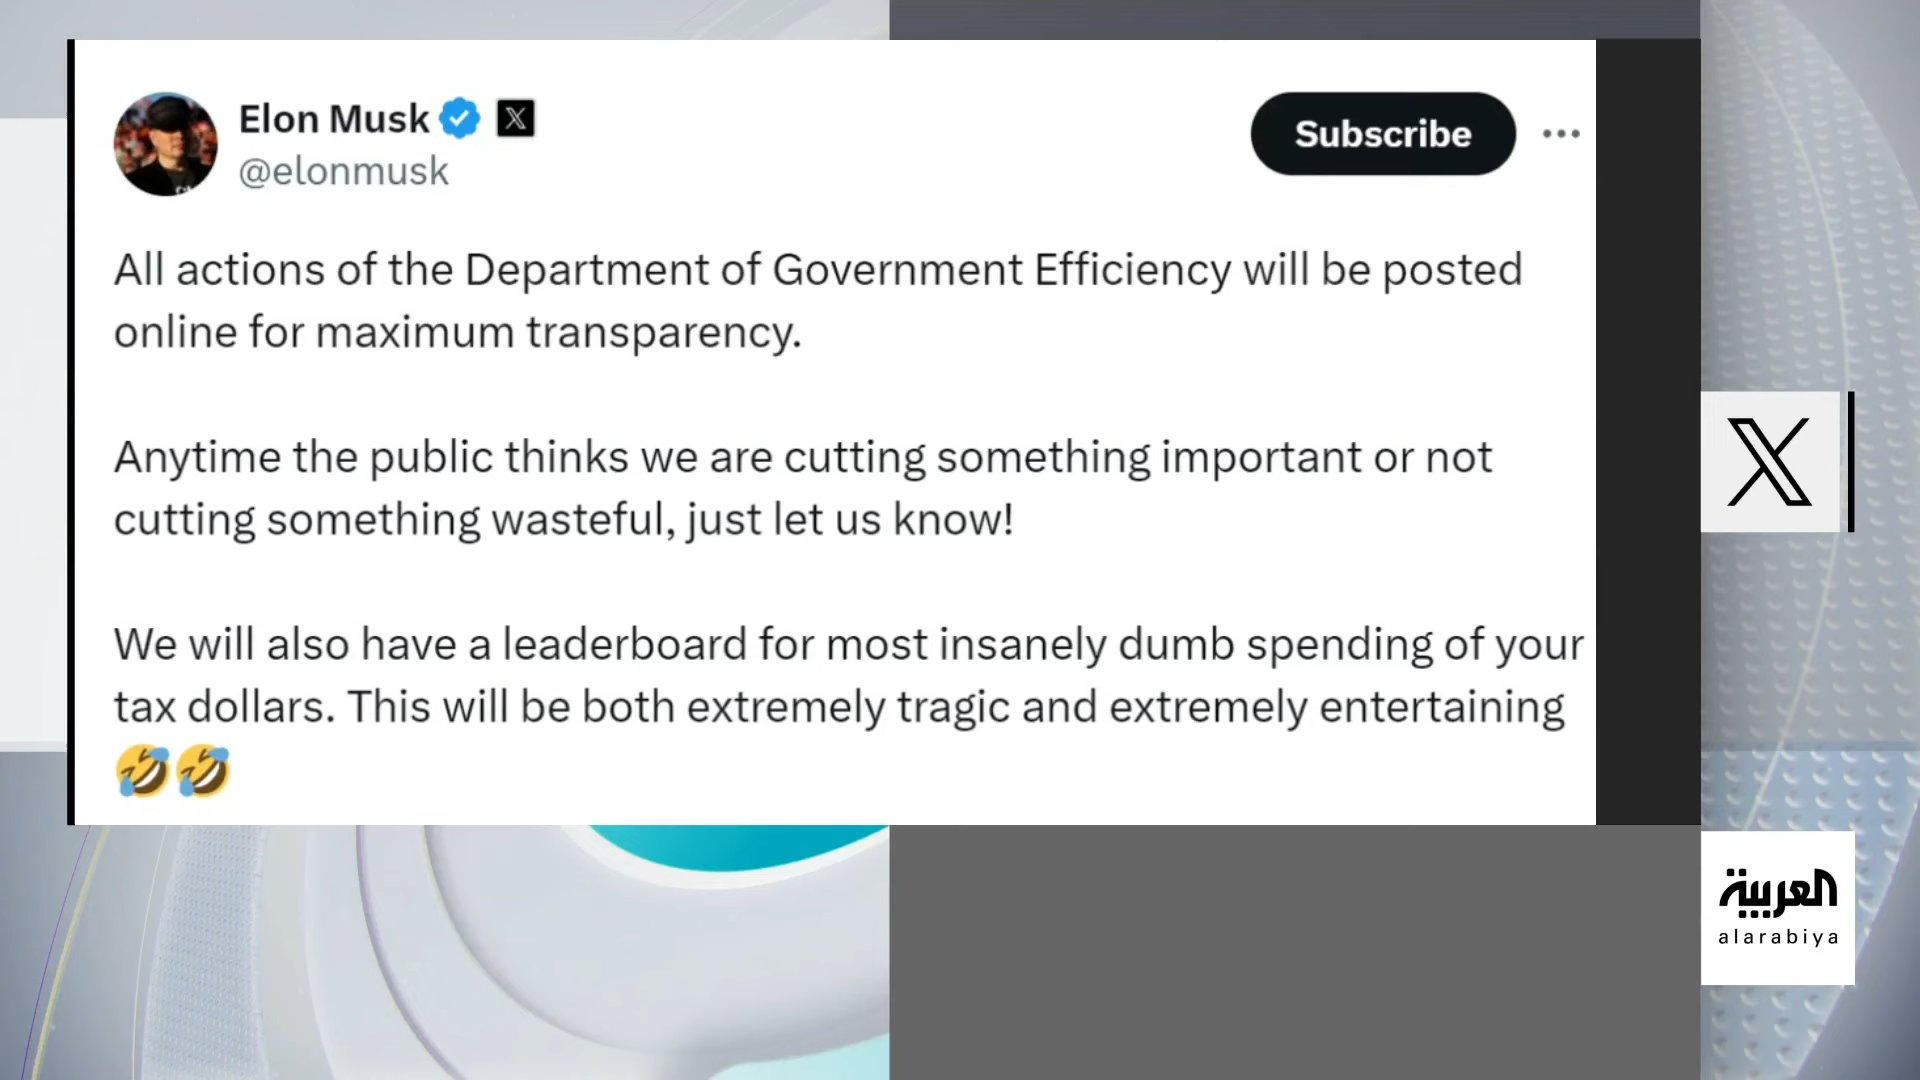 Elon Musk
@elonmusk
Subscribe
All actions of the Department of Government Efficiency will be posted
online for maximum transparency.
Anytime the public thinks we are cutting something important or not
cutting something wasteful, just let us know!
We will also have a leaderboard for most insanely dumb spending of your
tax dollars. This will be both extremely tragic and extremely entertaining
🤣🤣
العربية
alarabiya